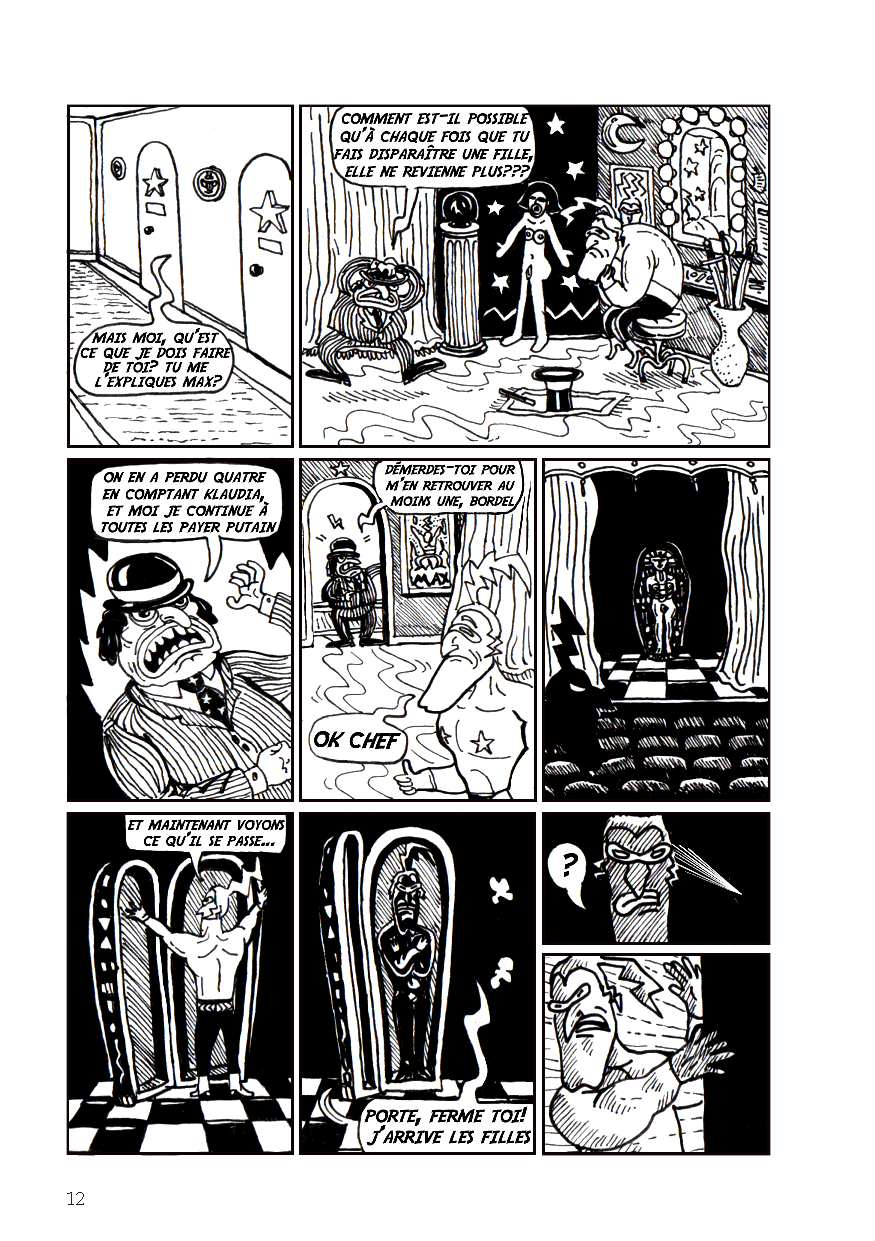 MAIS MOI, QU'EST
CE QUE JE DOIS FAIRE
DE TOI? TU ME
L'EXPLIQUES MAX?
COMMENT EST-IL POSSIBLE
QU'À CHAQUE FOIS QUE TU
FAIS DISPARAÎTRE UNE FILLE,
ELLE NE REVIENNE PLUS???
ON EN A PERDU QUATRE
EN COMPTANT KLAUDIA,
ET MOI JE CONTINUE À
TOUTES LES PAYER PUTAIN
DÉMERDES-TOI POUR
M'EN RETROUVER AU
MOINS UNE, BORDEL
MAX
OK CHEF
ET MAINTENANT VOYONS
CE QU'IL SE PASSE...
PORTE, FERME TOI!
J'ARRIVE LES FILLES
?
12